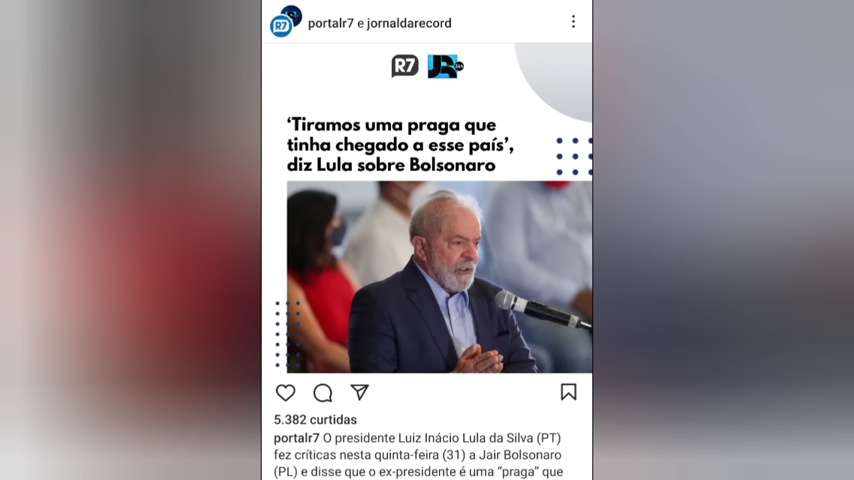 portalr7 e jornaldarecord
R7
R7 JR 24h
‘Tiramos uma praga que
tinha chegado a esse país’,
diz Lula sobre Bolsonaro
5.382 curtidas
portalr7 O presidente Luiz Inácio Lula da Silva (PT)
fez críticas nesta quinta-feira (31) a Jair Bolsonaro
(PL) e disse que o ex-presidente é uma “praga” que